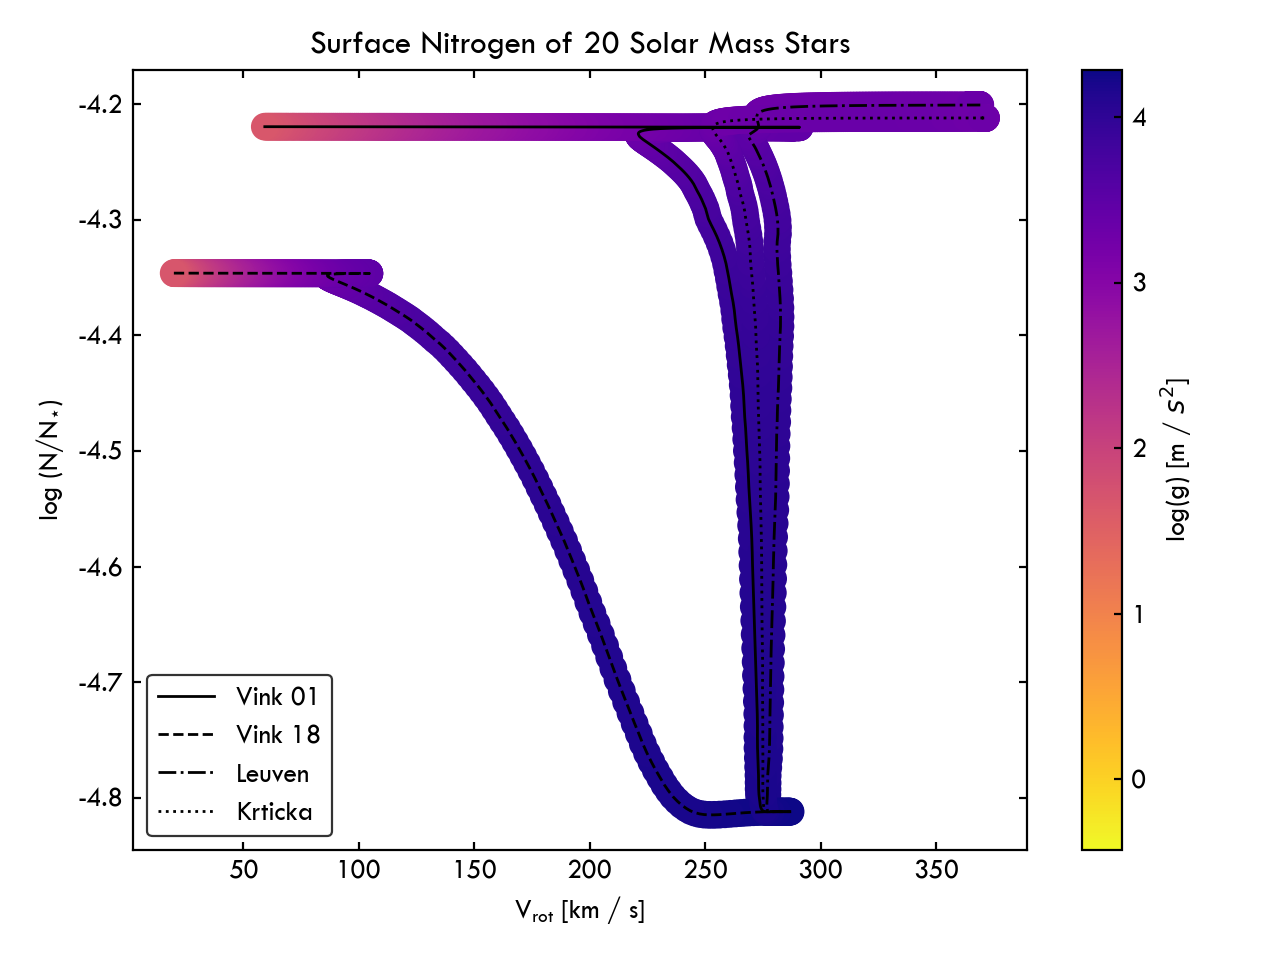 Surface Nitrogen of 20 Solar Mass Stars
-4.2
-4.3
-4.4
-4.5
-4.6
-4.7
-4.8
log (N/N⋆)
50
100
150
200
250
300
350
V_rot [km / s]
Vink 01
Vink 18
Leuven
Krticka
4
3
2
1
0
log(g) [m / s²]